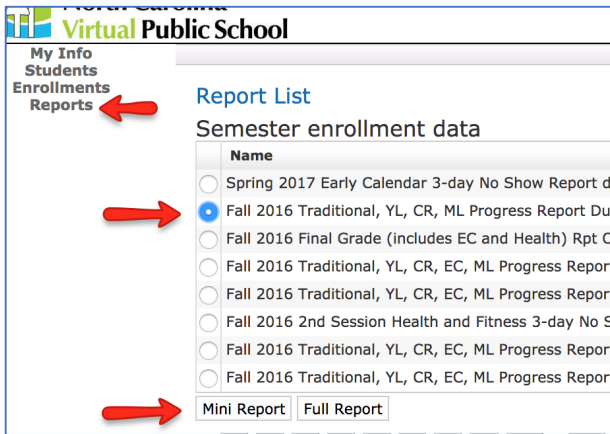 North Carolina
Virtual Public School
My Info
Students
Enrollments
Reports
Report List
Semester enrollment data
Name
Spring 2017 Early Calendar 3-day No Show Report d
Fall 2016 Traditional, YL, CR, ML Progress Report Du
Fall 2016 Final Grade (includes EC and Health) Rpt
Fall 2016 Traditional, YL, CR, EC, ML Progress Repor
Fall 2016 Traditional, YL, CR, EC, ML Progress Repor
Fall 2016 2nd Session Health and Fitness 3-day No S
Fall 2016 Traditional, YL, CR, EC, ML Progress Repor
Fall 2016 Traditional, YL, CR, EC, ML Progress Repor
Mini Report Full Report